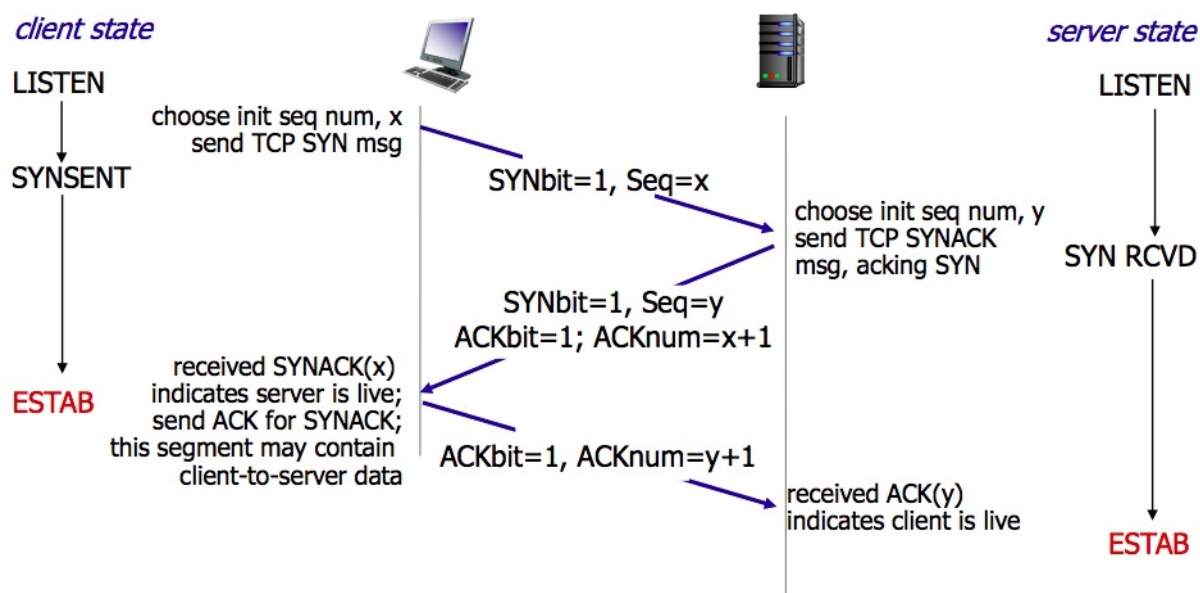 client state
server state
LISTEN
LISTEN
choose init seq num, x
send TCP SYN msg
SYNSENT
SYNbit=1, Seq=x
choose init seq num, y
send TCP SYNACK
msg, acking SYN
SYN RCVD
SYNbit=1, Seq=y
ACKbit=1; ACKnum=x+1
received SYNACK(x)
indicates server is live;
send ACK for SYNACK;
this segment may contain
client-to-server data
ESTAB
ACKbit=1, ACKnum=y+1
received ACK(y)
indicates client is live
ESTAB